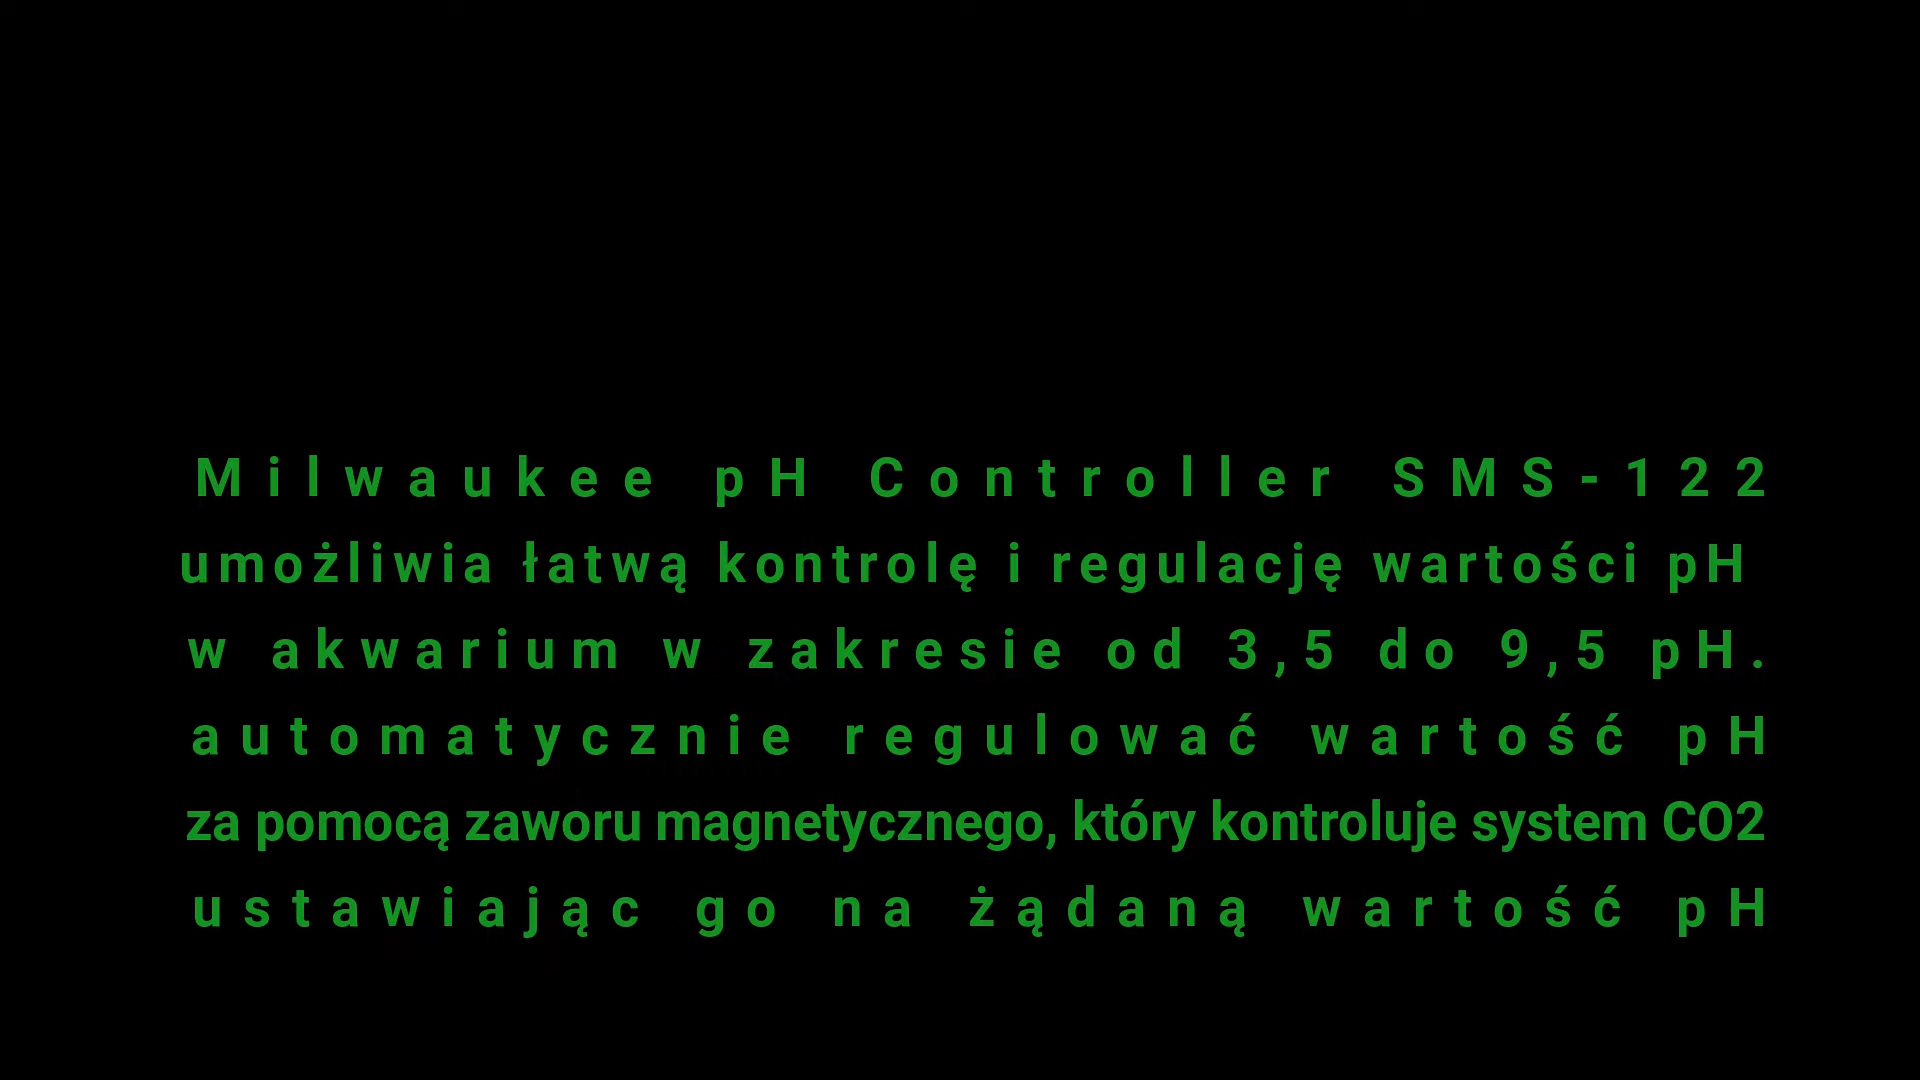 Milwaukee pH Controller SMS-122
umożliwia łatwą kontrolę i regulację wartości pH
w akwarium w zakresie od 3,5 do 9,5 pH.
automatycznie regulować wartość pH
za pomocą zaworu magnetycznego, który kontroluje system CO2
ustawiając go na żądaną wartość pH